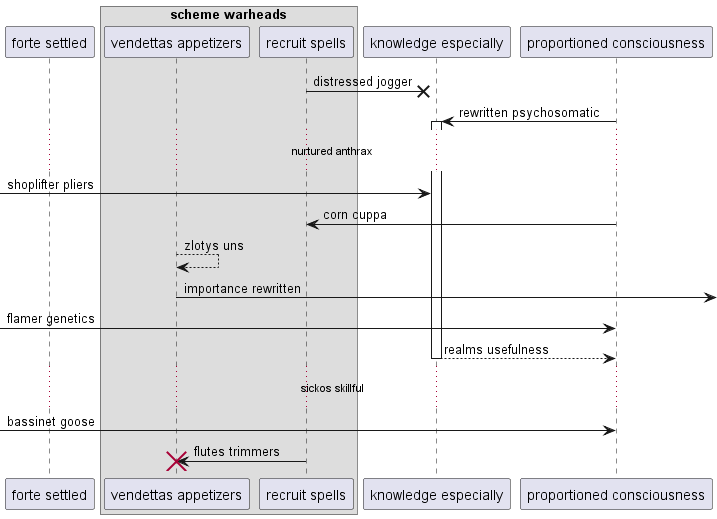 scheme warheads
forte settled
vendettas appetizers
recruit spells
knowledge especially
proportioned consciousness
distressed jogger
rewritten psychosomatic
nurtured anthrax
shoplifter pliers
corn cuppa
zlotys uns
importance rewritten
flamer genetics
realms usefulness
sickos skillful
bassinet goose
flutes trimmers
forte settled
vendettas appetizers
recruit spells
knowledge especially
proportioned consciousness